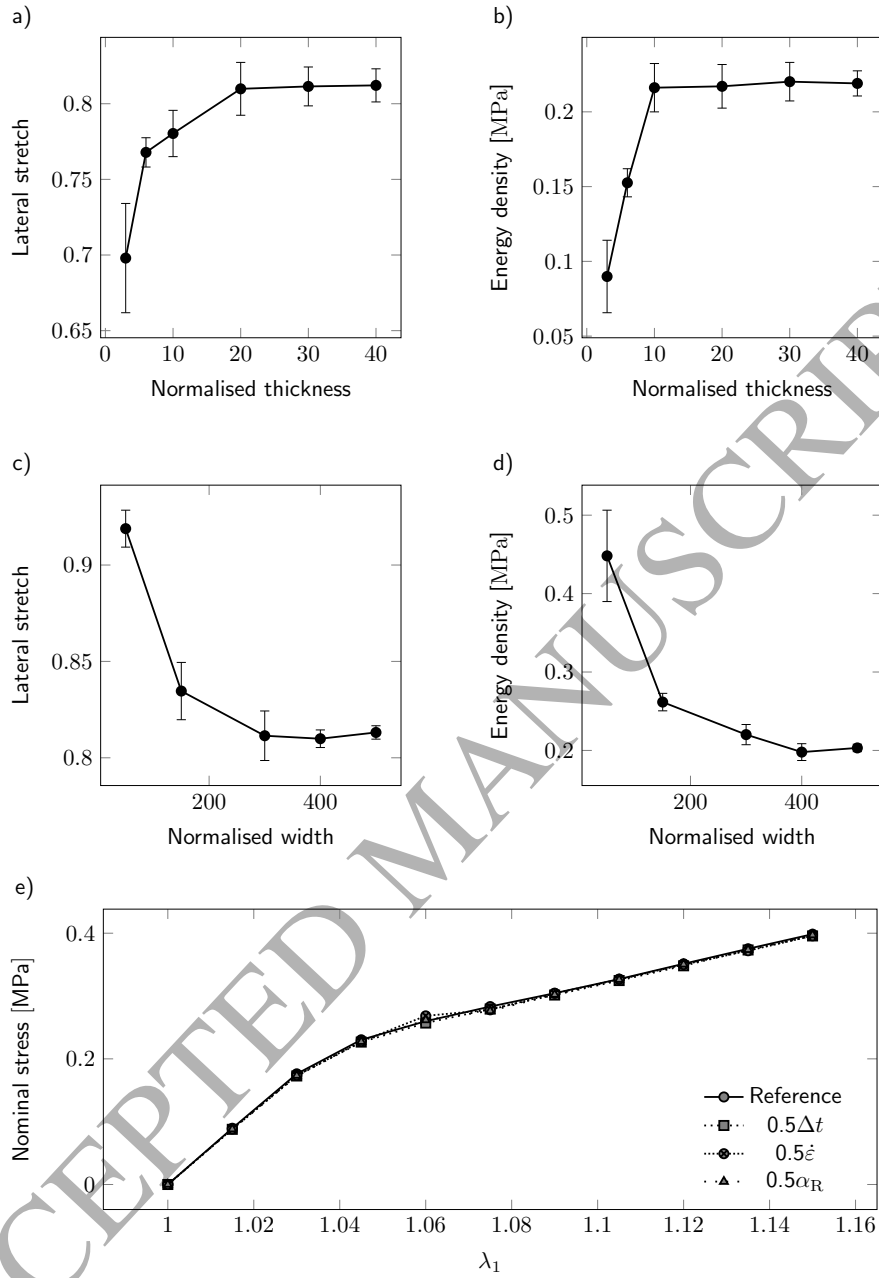 a)
0.8
0.75
0.7
0.65
Lateral stretch
0 10 20 30 40
Normalised thickness
b)
0.2
0.15
0.1
0.05
Energy density [MPa]
0 10 20 30 40
Normalised thickness
c)
0.9
0.85
0.8
Lateral stretch
200 400
Normalised width
d)
0.5
0.4
0.3
0.2
Energy density [MPa]
200 400
Normalised width
e)
0.4
0.2
0
Nominal stress [MPa]
Reference
0.5Δt
0.5ε̇
0.5α_R
1 1.02 1.04 1.06 1.08 1.1 1.12 1.14 1.16
λ₁
CEPTED MANUSCRIP